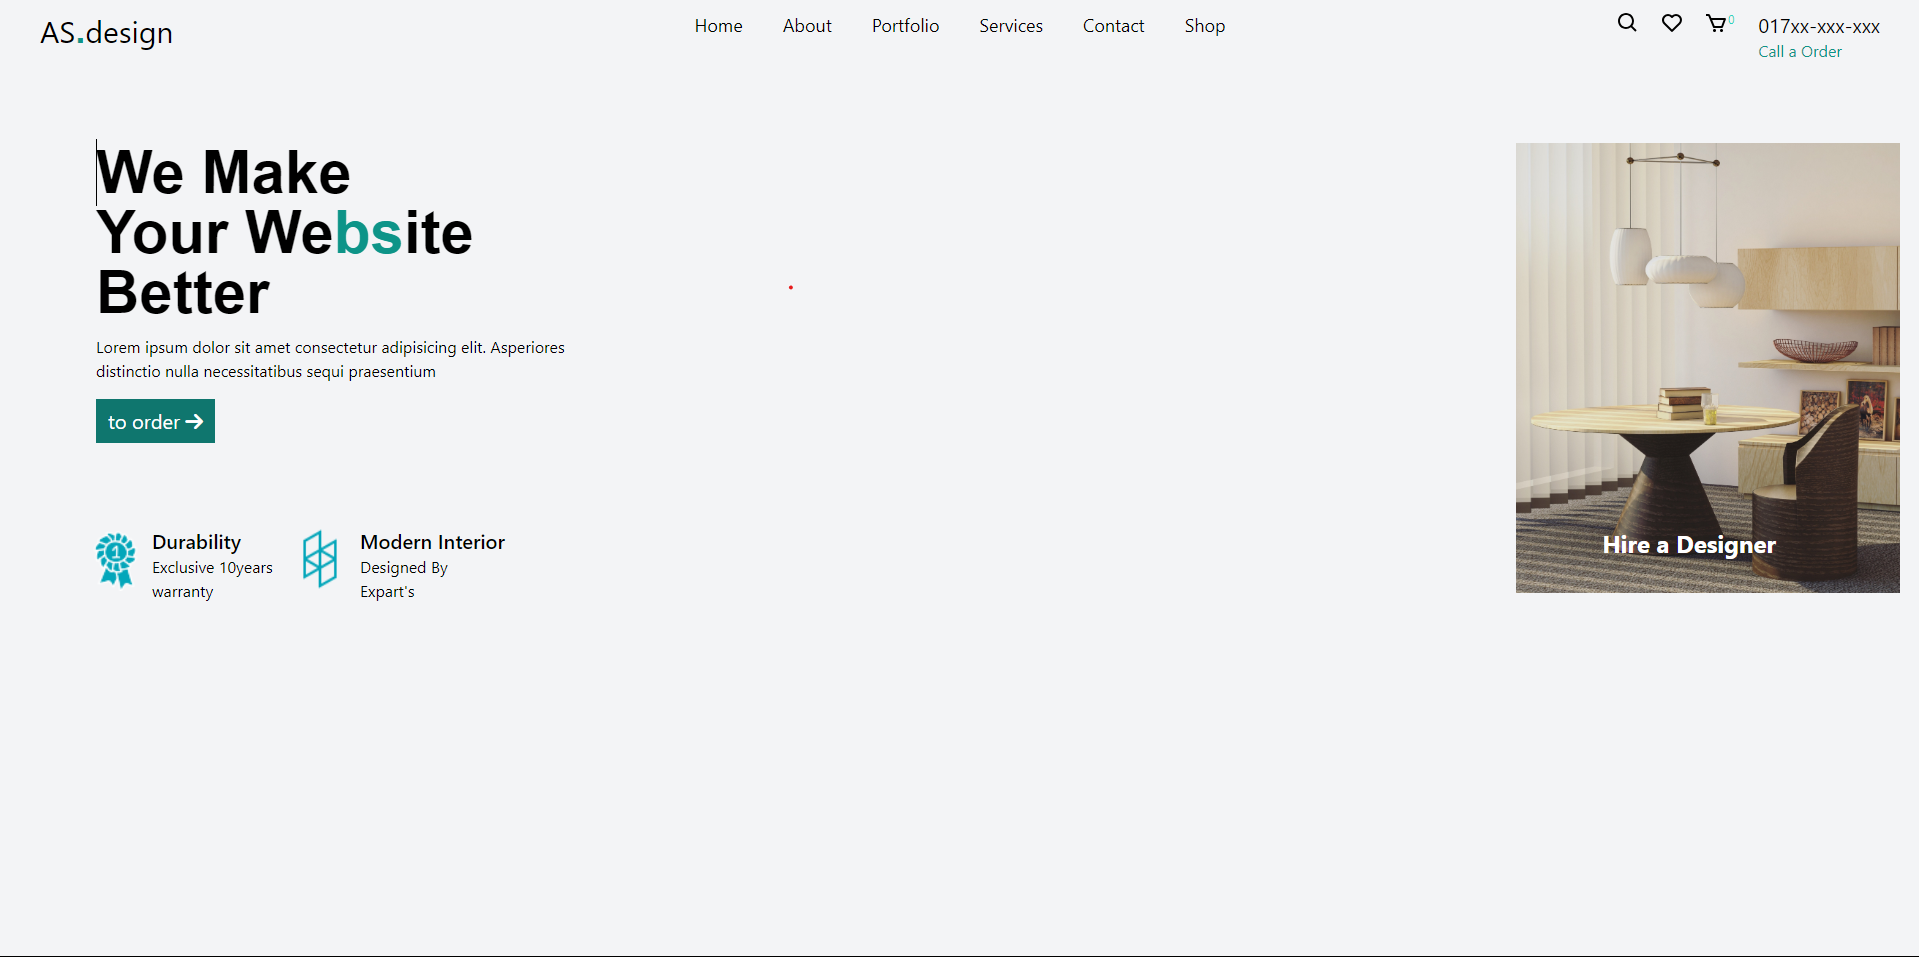 AS.design
Home About Portfolio Services Contact Shop
0
017xx-xxx-xxx
Call a Order
We Make
Your Website
Better
Lorem ipsum dolor sit amet consectetur adipisicing elit. Asperiores
distinctio nulla necessitatibus sequi praesentium
to order
1
Durability
Exclusive 10years
warranty
Modern Interior
Designed By
Expart's
Hire a Designer